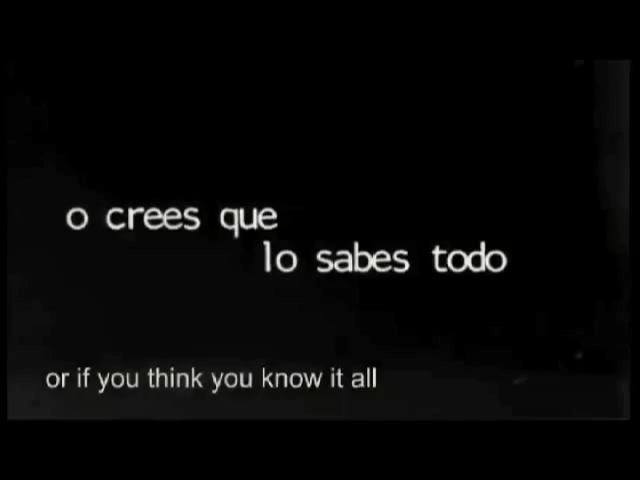 o crees que
lo sabes todo
or if you think you know it all